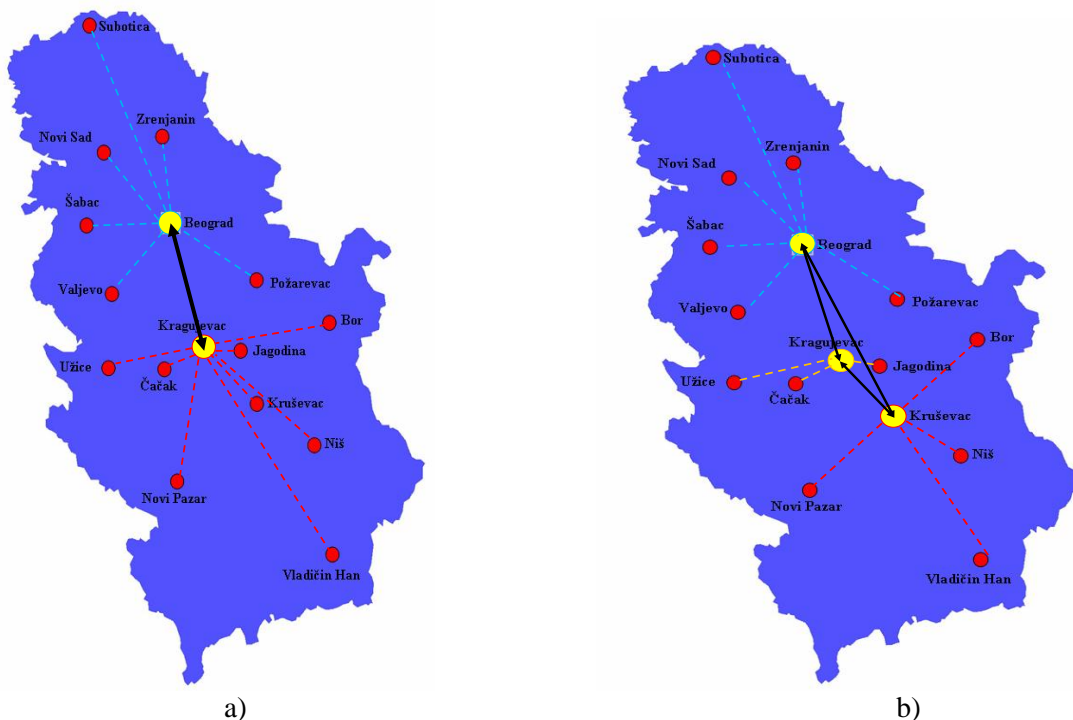 Subotica
Zrenjanin
Novi Sad
Šabac
Beograd
Valjevo
Požarevac
Kragujevac
Bor
Jagodina
Užice
Čačak
Kruševac
Niš
Novi Pazar
Vladičin Han
a)
Subotica
Zrenjanin
Novi Sad
Šabac
Beograd
Valjevo
Požarevac
Kragujevac
Bor
Jagodina
Užice
Čačak
Kruševac
Niš
Novi Pazar
Vladičin Han
b)